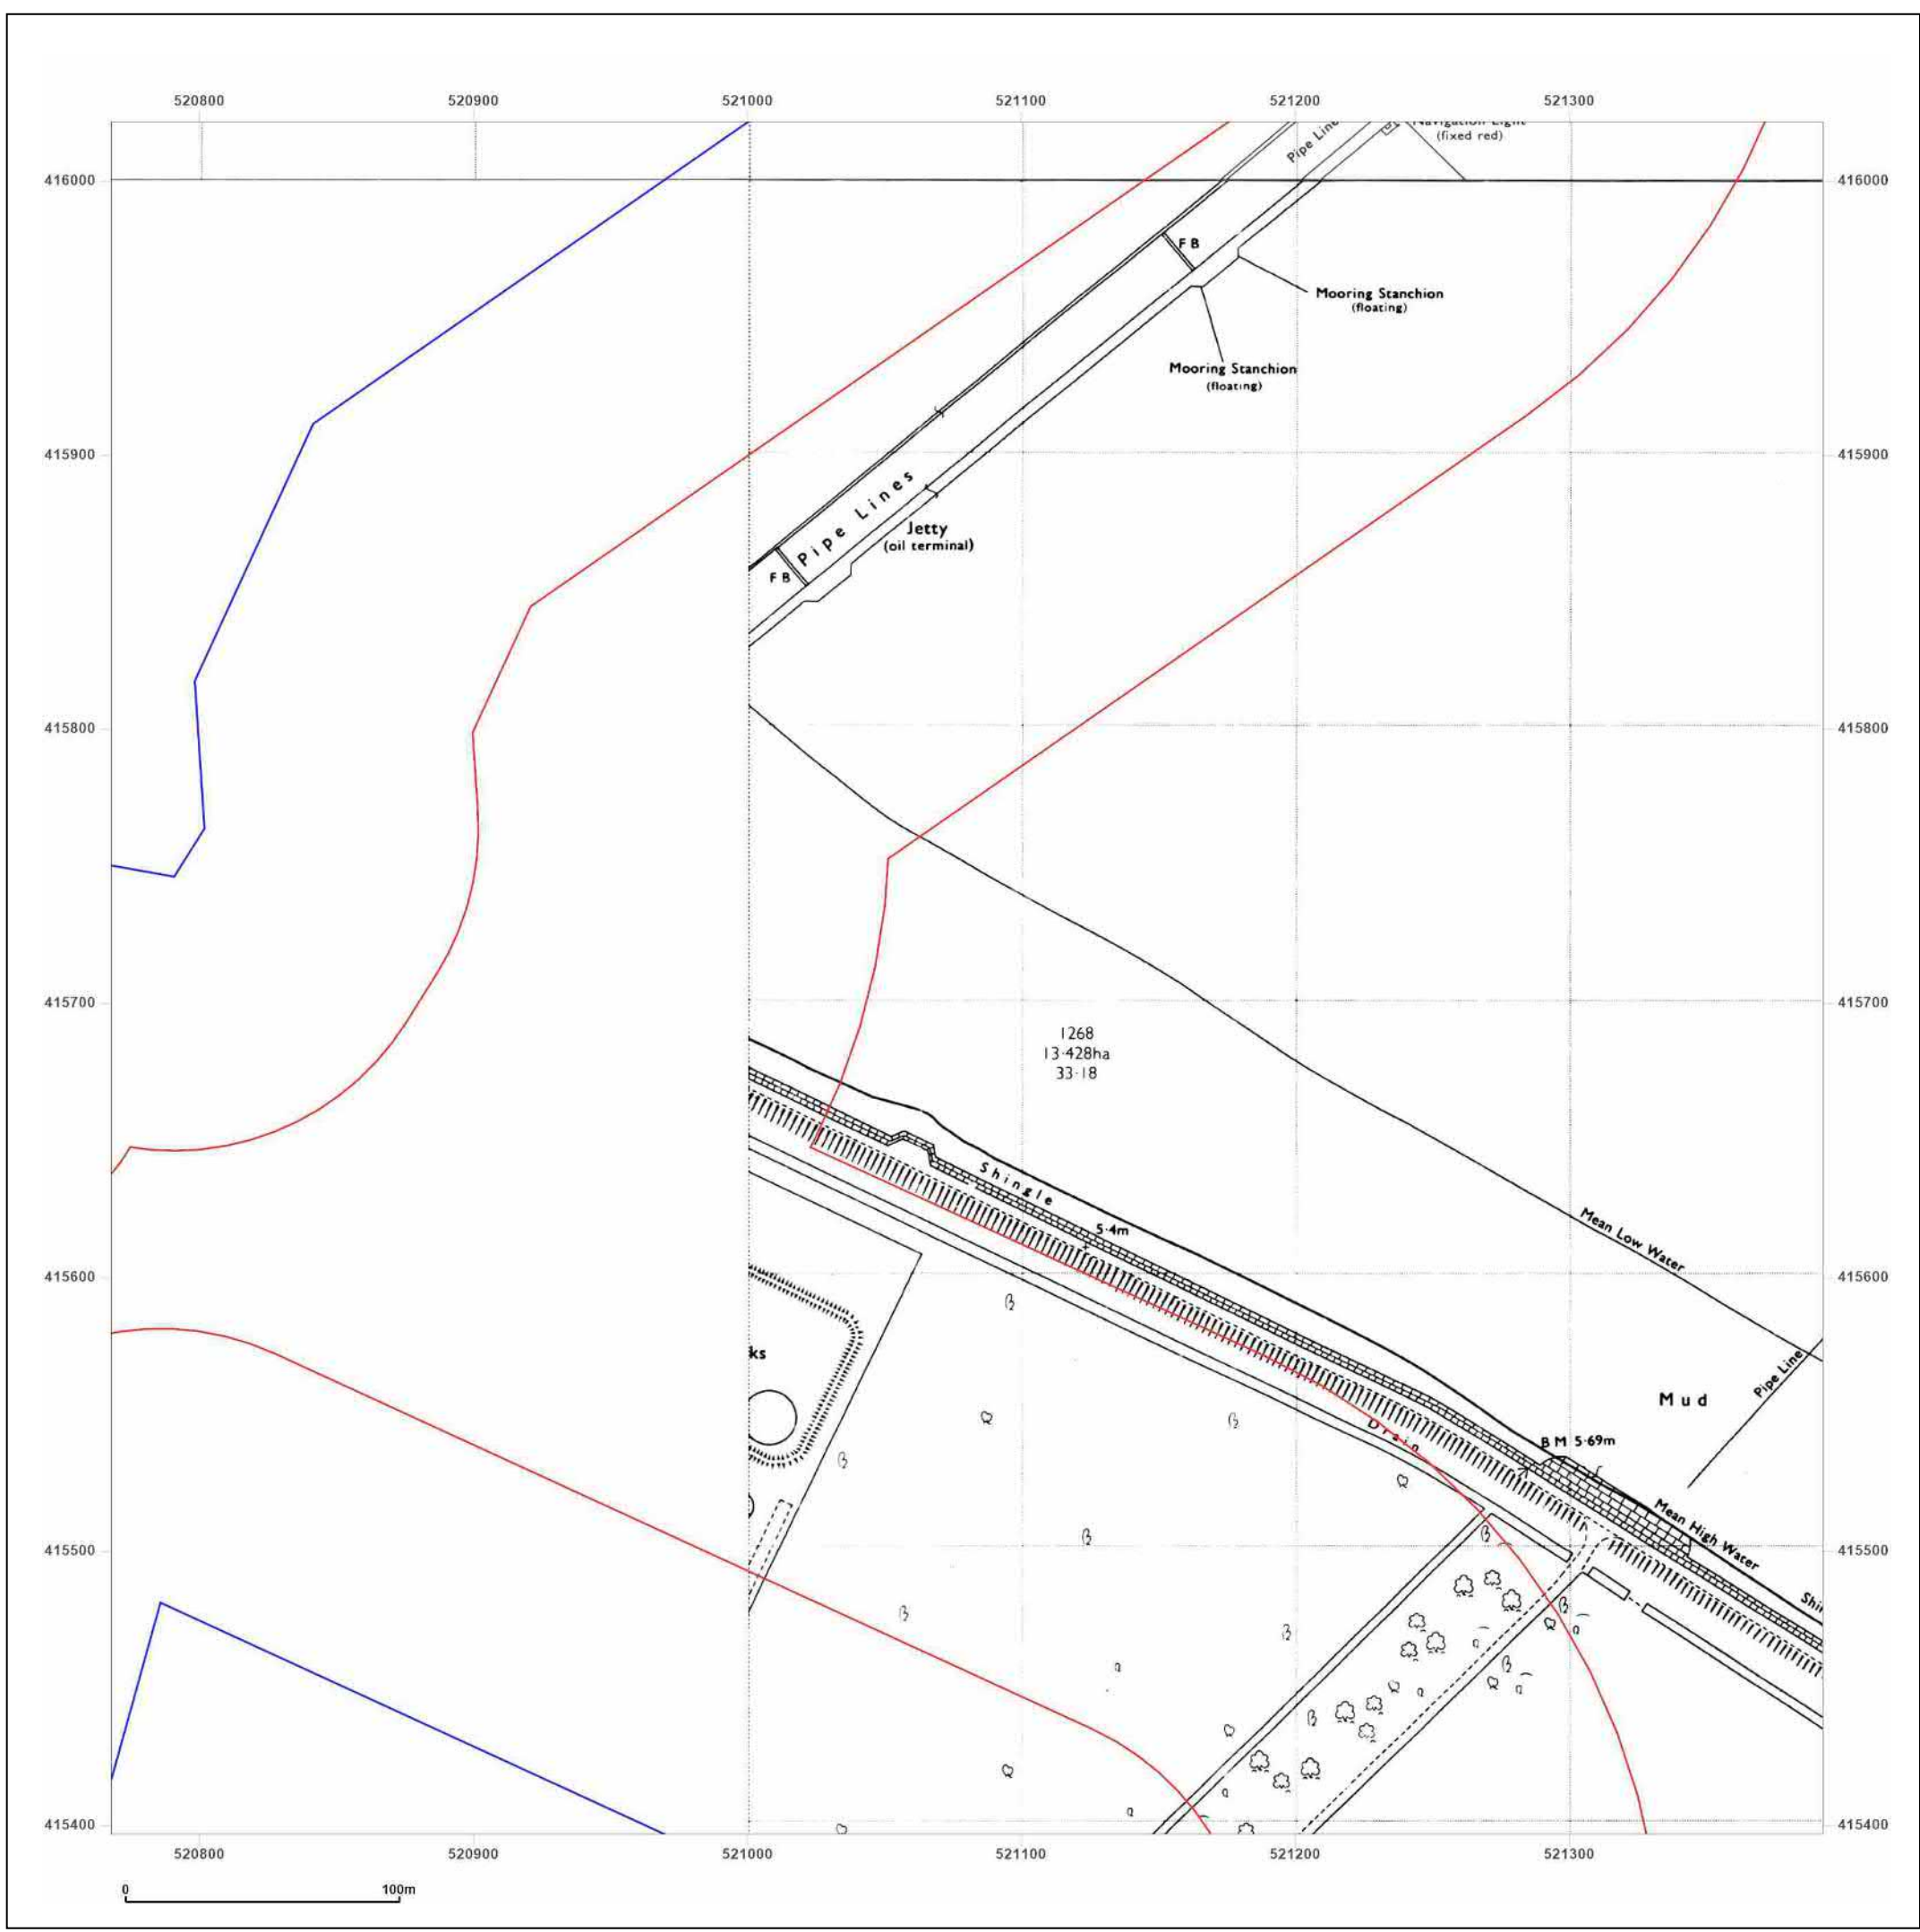 520800 520900 521000 521100 521200 521300
Pipe Line
Navigation Light
(fixed red)
416000 416000
F B
Mooring Stanchion
(floating)
Mooring Stanchion
(floating)
415900 415900
Pipe Lines
Jetty
(oil terminal)
F B
415800 415800
415700 415700
1268
13·428ha
33·18
Shingle
5·4m
Mean Low Water
415600 415600
ks
Pipe Line
Mud
Drain
B M 5·69m
Mean High Water
415500 415500
Shin
415400 415400
520800 520900 521000 521100 521200 521300
0 100m